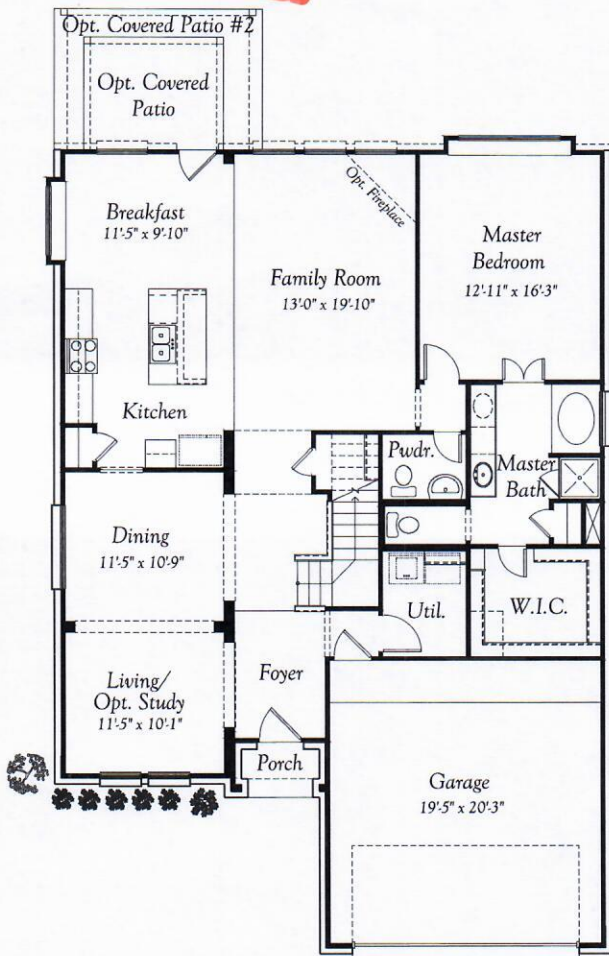 Opt. Covered Patio #2
Opt. Covered
Patio
Breakfast
11'-5" x 9'-10"
Opt. Fireplace
Family Room
13'-0" x 19'-10"
Master
Bedroom
12'-11" x 16'-3"
Kitchen
Pwdr.
Master
Bath
Dining
11'-5" x 10'-9"
Util.
W.I.C.
Living/
Opt. Study
11'-5" x 10'-1"
Foyer
Porch
Garage
19'-5" x 20'-3"